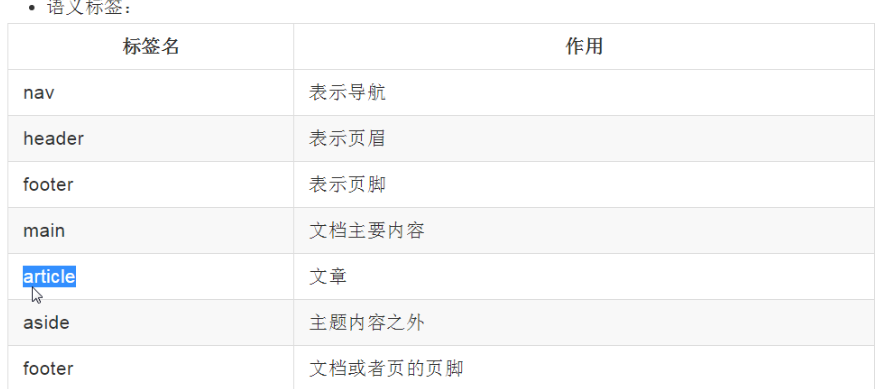 语义标签：
标签名 作用
nav 表示导航
header 表示页眉
footer 表示页脚
main 文档主要内容
article 文章
aside 主题内容之外
footer 文档或者页的页脚